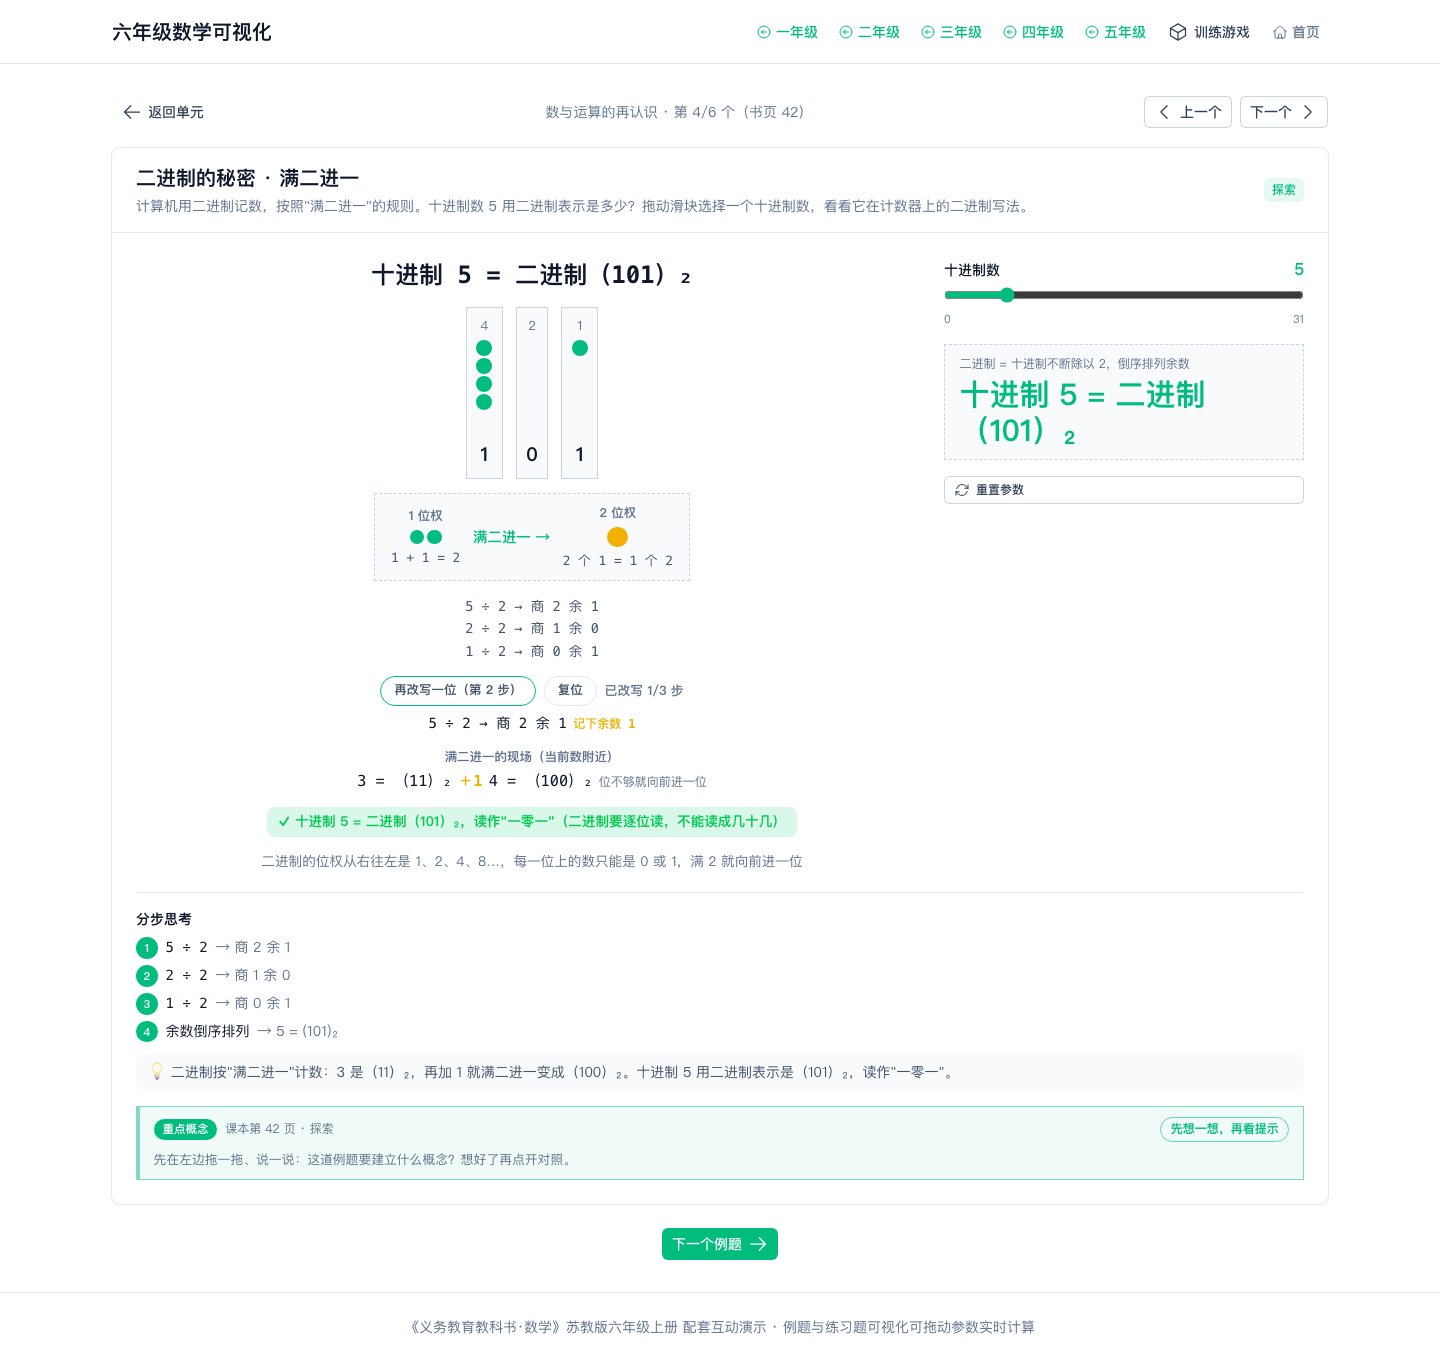 六年级数学可视化
一年级 二年级 三年级 四年级 五年级 训练游戏 首页
返回单元 数与运算的再认识 · 第 4/6 个（书页 42） 上一个 下一个
二进制的秘密 · 满二进一
计算机用二进制记数，按照"满二进一"的规则。十进制数 5 用二进制表示是多少？拖动滑块选择一个十进制数，看看它在计数器上的二进制写法。
探索
十进制 5 = 二进制（101）₂
4 2 1
1 0 1
1 位权
1 + 1 = 2
满二进一 →
2 位权
2 个 1 = 1 个 2
5 ÷ 2 → 商 2 余 1
2 ÷ 2 → 商 1 余 0
1 ÷ 2 → 商 0 余 1
再改写一位（第 2 步） 复位 已改写 1/3 步
5 ÷ 2 → 商 2 余 1 记下余数 1
满二进一的现场（当前数附近）
3 = （11）₂ ＋1 4 = （100）₂ 位不够就向前进一位
✓ 十进制 5 = 二进制（101）₂，读作"一零一"（二进制要逐位读，不能读成几十几）
二进制的位权从右往左是 1、2、4、8…，每一位上的数只能是 0 或 1，满 2 就向前进一位
十进制数 5
0 31
二进制 = 十进制不断除以 2，倒序排列余数
十进制 5 = 二进制
（101）₂
重置参数
分步思考
1 5 ÷ 2 → 商 2 余 1
2 2 ÷ 2 → 商 1 余 0
3 1 ÷ 2 → 商 0 余 1
4 余数倒序排列 → 5 = (101)₂
💡 二进制按"满二进一"计数：3 是（11）₂，再加 1 就满二进一变成（100）₂。十进制 5 用二进制表示是（101）₂，读作"一零一"。
重点概念 课本第 42 页 · 探索 先想一想，再看提示
先在左边拖一拖、说一说：这道例题要建立什么概念？想好了再点开对照。
下一个例题
《义务教育教科书·数学》苏教版六年级上册 配套互动演示 · 例题与练习题可视化可拖动参数实时计算